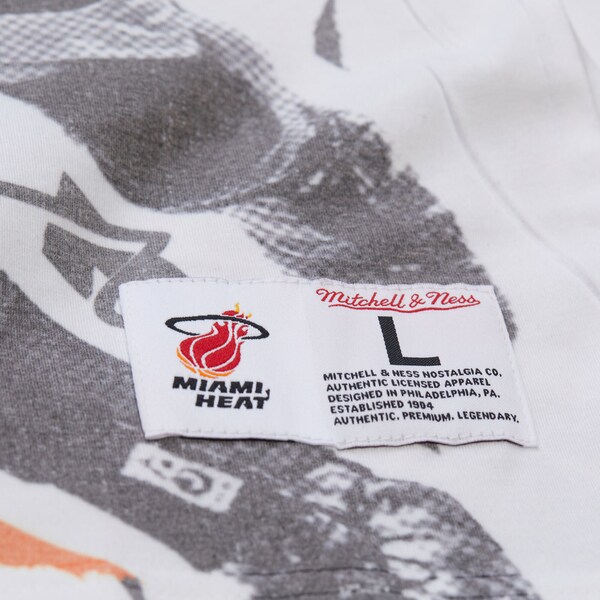 Mitchell & Ness
L
MIAMI
HEAT
MITCHELL & NESS NOSTALGIA CO.
AUTHENTIC LICENSED APPAREL
DESIGNED IN PHILADELPHIA, PA.
ESTABLISHED 1904
AUTHENTIC. PREMIUM. LEGENDARY.